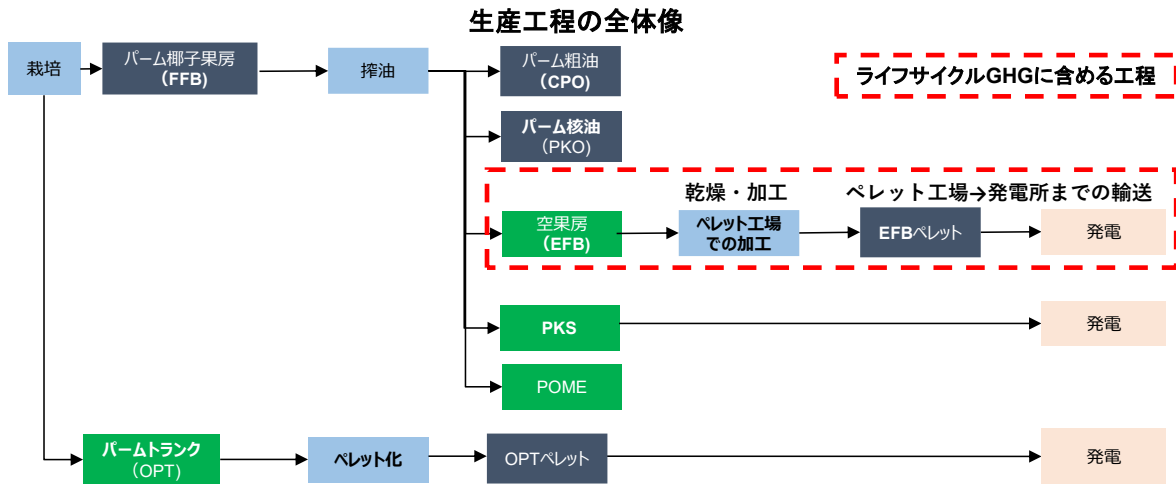 生産工程の全体像
栽培
パーム椰子果房
(FFB)
搾油
パーム粗油
(CPO)
ライフサイクルGHGに含める工程
パーム核油
(PKO)
乾燥・加工
ペレット工場→発電所までの輸送
空果房
(EFB)
ペレット工場
での加工
EFBペレット
発電
PKS
発電
POME
パームトランク
(OPT)
ペレット化
OPTペレット
発電